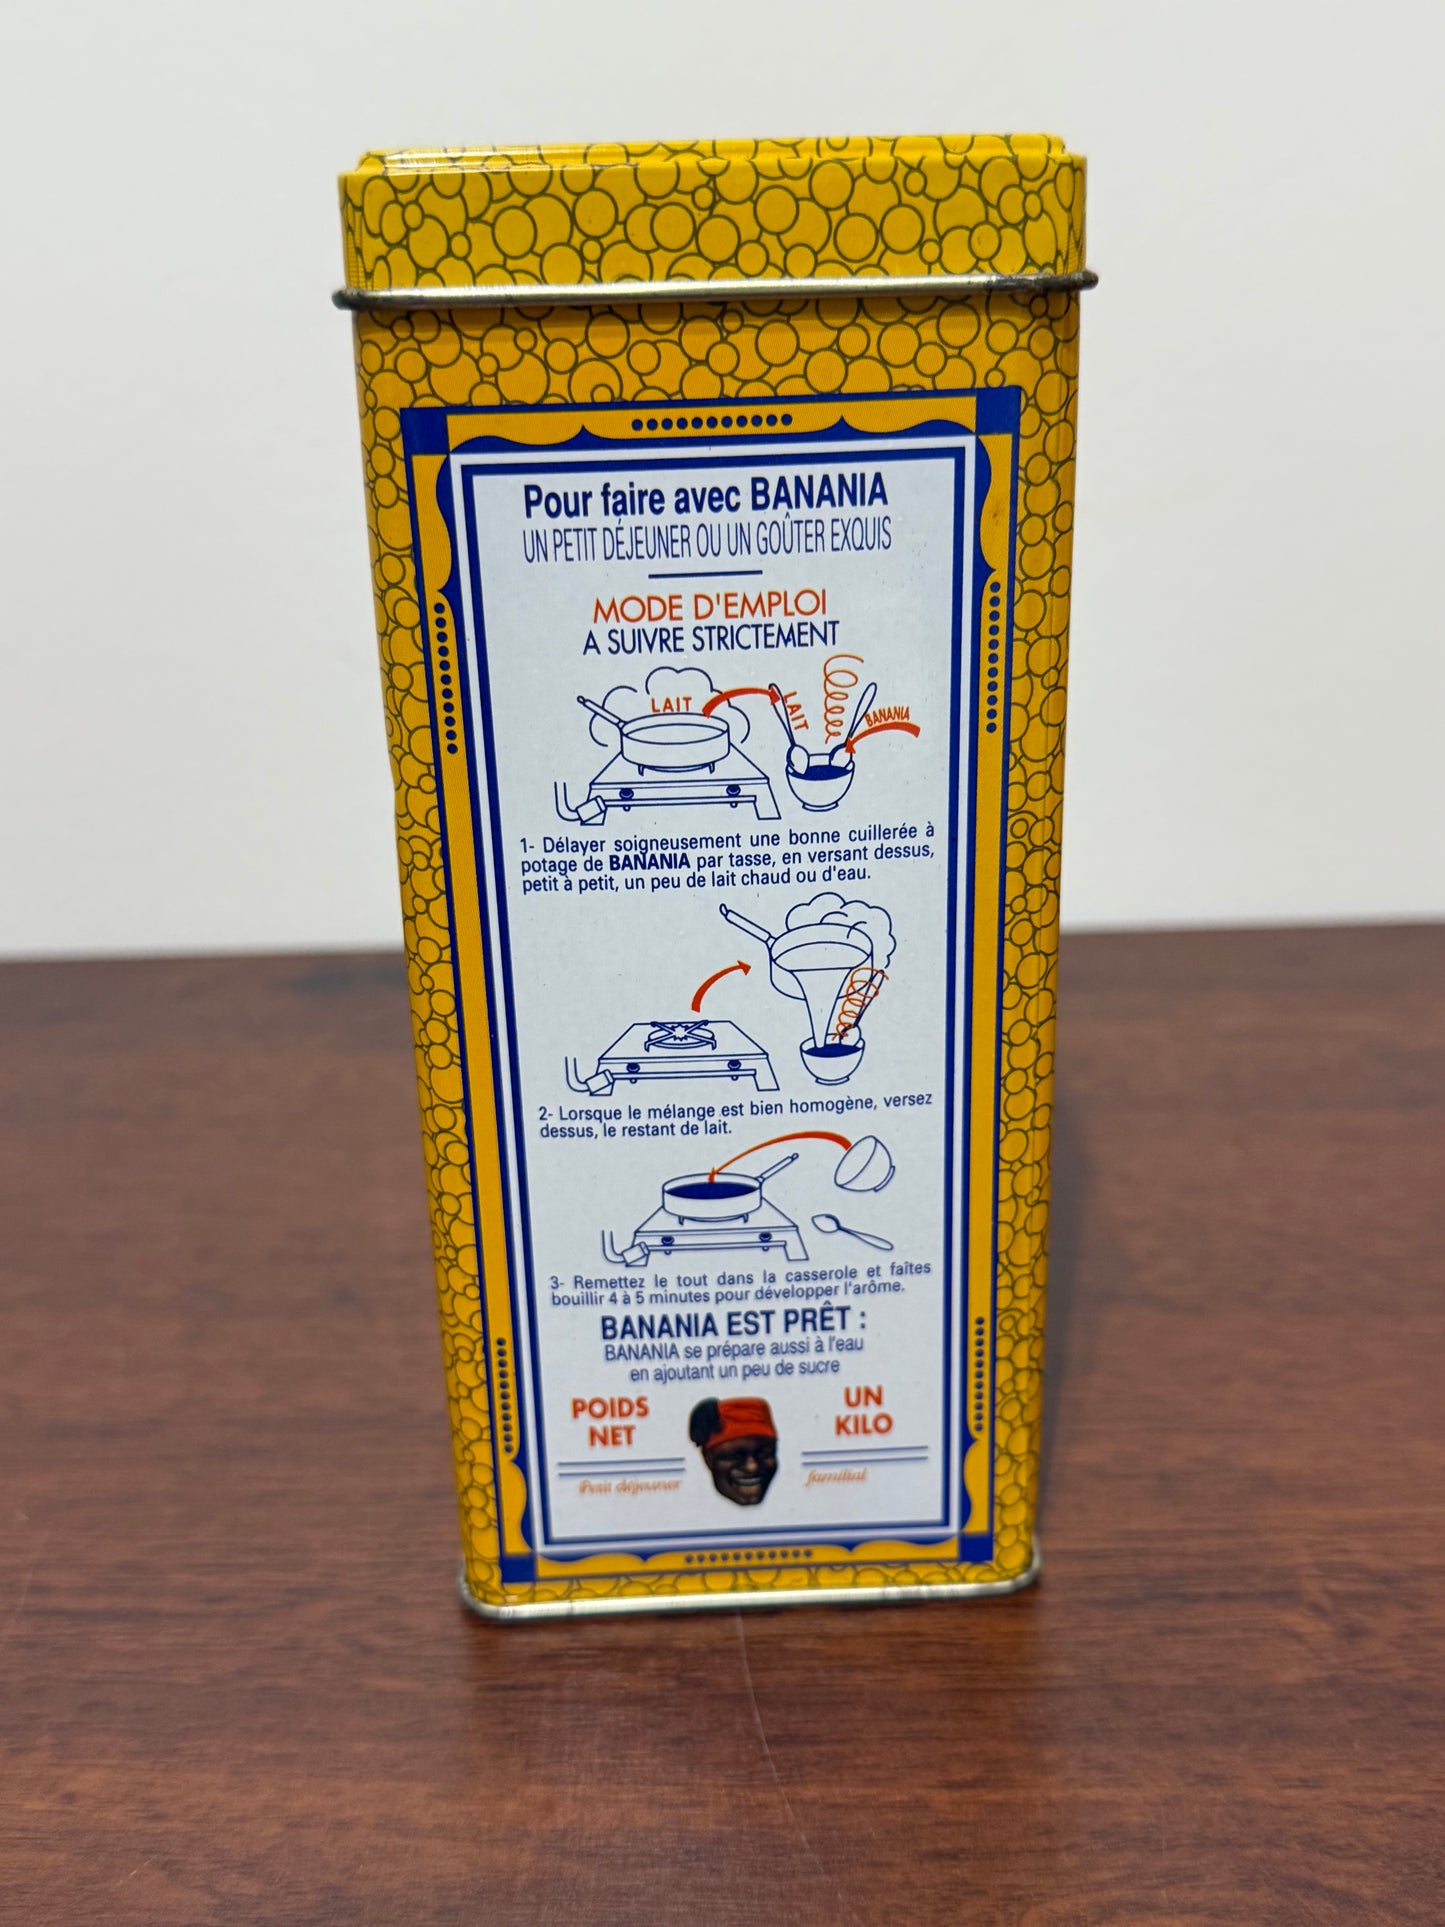 Pour faire avec BANANIA
UN PETIT DÉJEUNER OU UN GOÛTER EXQUIS
MODE D'EMPLOI
A SUIVRE STRICTEMENT
LAIT
LAIT
BANANIA
1- Délayer soigneusement une bonne cuillerée à
potage de BANANIA par tasse, en versant dessus,
petit à petit, un peu de lait chaud ou d'eau.
2- Lorsque le mélange est bien homogène, versez
dessus, le restant de lait.
3- Remettez le tout dans la casserole et faîtes
bouillir 4 à 5 minutes pour développer l'arôme.
BANANIA EST PRÊT :
BANANIA se prépare aussi à l'eau
en ajoutant un peu de sucre
POIDS
NET
UN
KILO
Petit déjeuner
familial